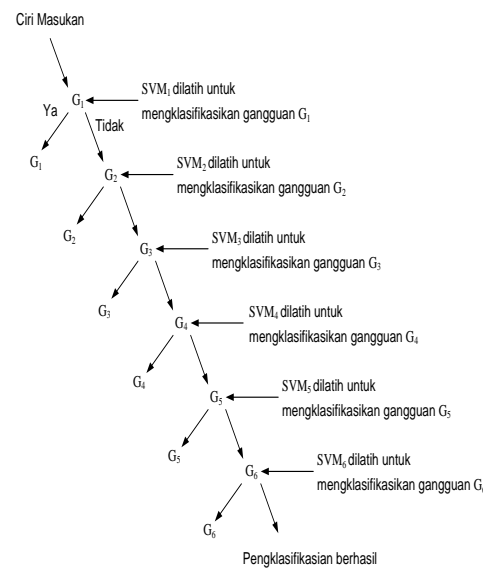 Ciri Masukan
G₁
SVM₁ dilatih untuk
mengklasifikasikan gangguan G₁
Ya
Tidak
G₁
G₂
SVM₂ dilatih untuk
mengklasifikasikan gangguan G₂
G₂
G₃
SVM₃ dilatih untuk
mengklasifikasikan gangguan G₃
G₃
G₄
SVM₄ dilatih untuk
mengklasifikasikan gangguan G₄
G₄
G₅
SVM₅ dilatih untuk
mengklasifikasikan gangguan G₅
G₅
G₆
SVM₆ dilatih untuk
mengklasifikasikan gangguan G
G₆
Pengklasifikasian berhasil